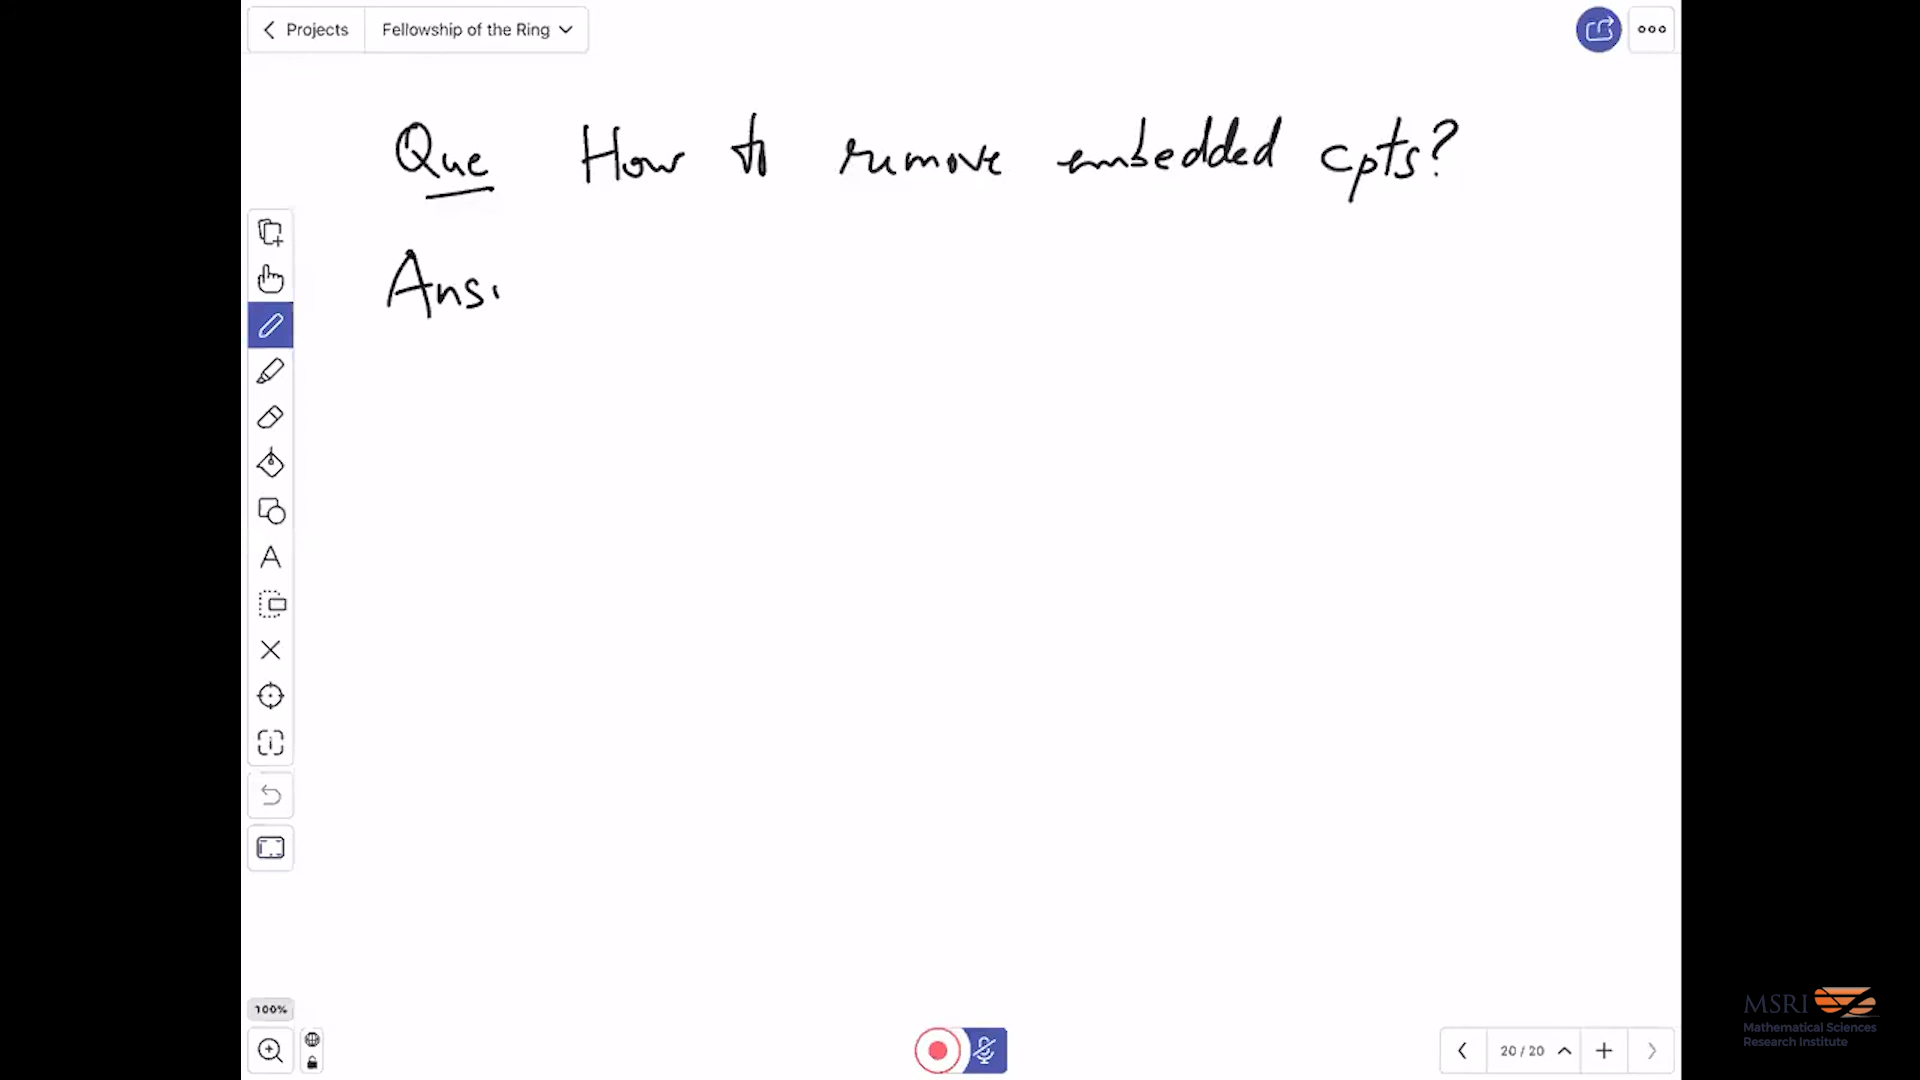 Projects
Fellowship of the Ring
Que How to remove embedded cpts?
Ans.
A
100%
20/20
MSRI
Mathematical Sciences
Research Institute